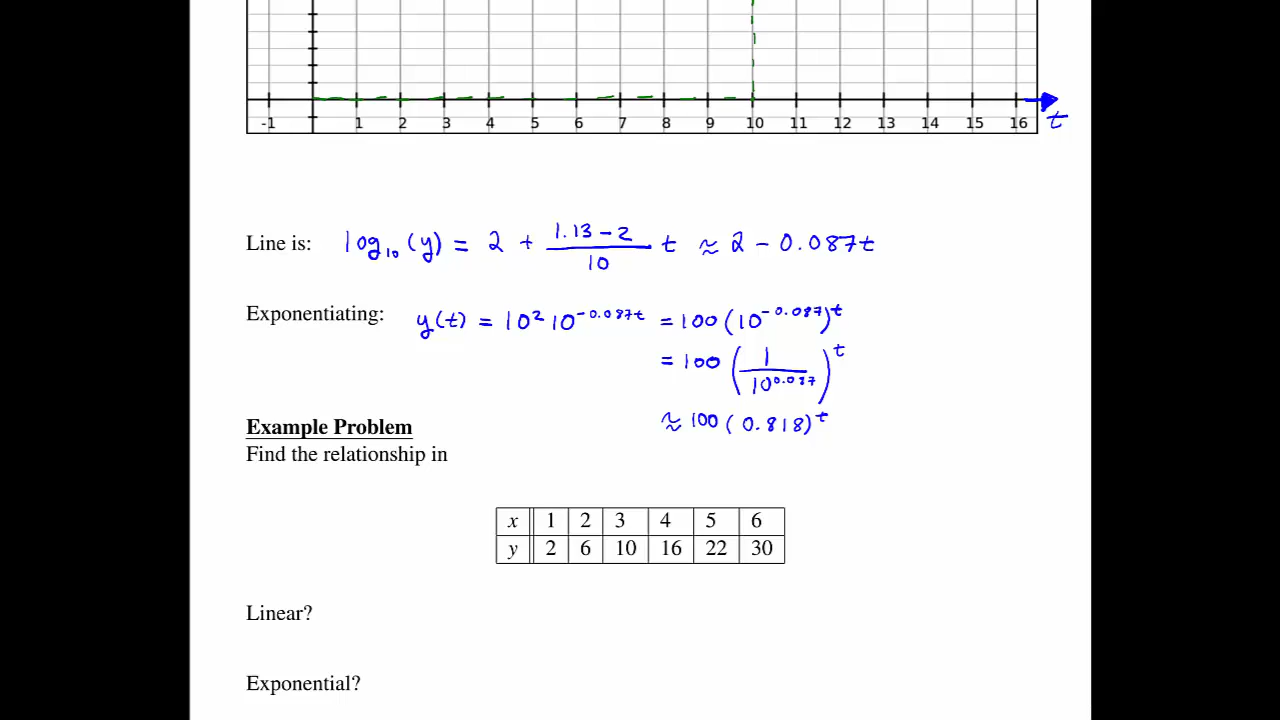 -1 1 2 3 4 5 6 7 8 9 10 11 12 13 14 15 16
t
Line is: log₁₀(y) = 2 + (1.13 - 2)/10 t ≈ 2 - 0.087t
Exponentiating: y(t) = 10² 10^(-0.087t) = 100 (10^(-0.087))^t
= 100 (1/10^(0.087))^t
≈ 100 (0.818)^t
Example Problem
Find the relationship in
x 1 2 3 4 5 6
y 2 6 10 16 22 30
Linear?
Exponential?